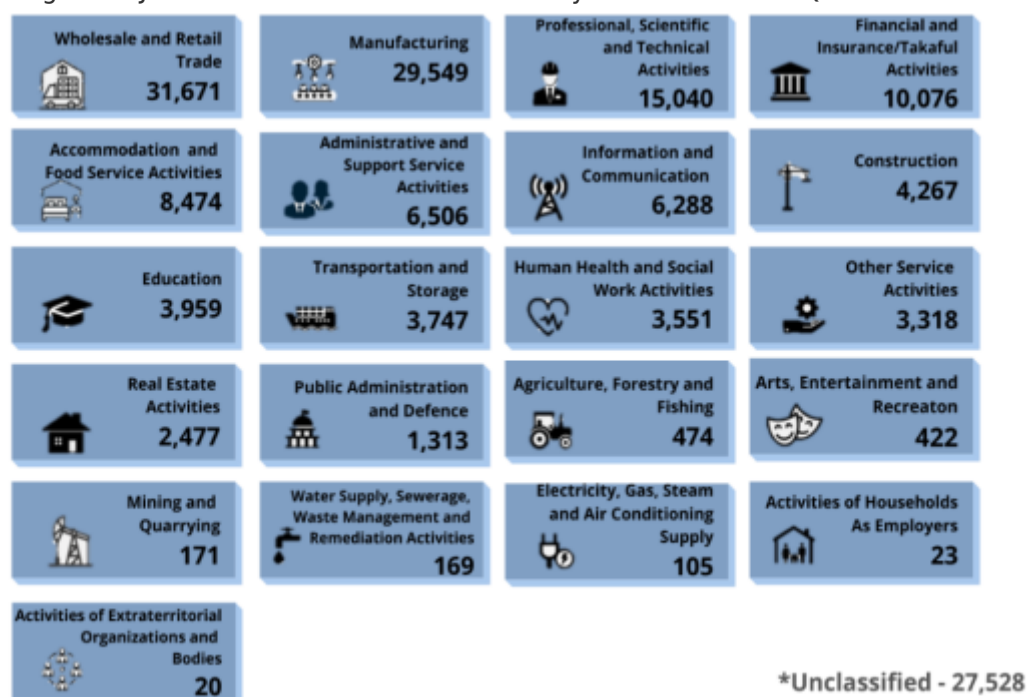 Wholesale and Retail
Trade
31,671
Manufacturing
29,549
Professional, Scientific
and Technical
Activities
15,040
Financial and
Insurance/Takaful
Activities
10,076
Accommodation and
Food Service Activities
8,474
Administrative and
Support Service
Activities
6,506
Information and
Communication
6,288
Construction
4,267
Education
3,959
Transportation and
Storage
3,747
Human Health and Social
Work Activities
3,551
Other Service
Activities
3,318
Real Estate
Activities
2,477
Public Administration
and Defence
1,313
Agriculture, Forestry and
Fishing
474
Arts, Entertainment and
Recreaton
422
Mining and
Quarrying
171
Water Supply, Sewerage,
Waste Management and
Remediation Activities
169
Electricity, Gas, Steam
and Air Conditioning
Supply
105
Activities of Households
As Employers
23
Activities of Extraterritorial
Organizations and
Bodies
20
*Unclassified - 27,528